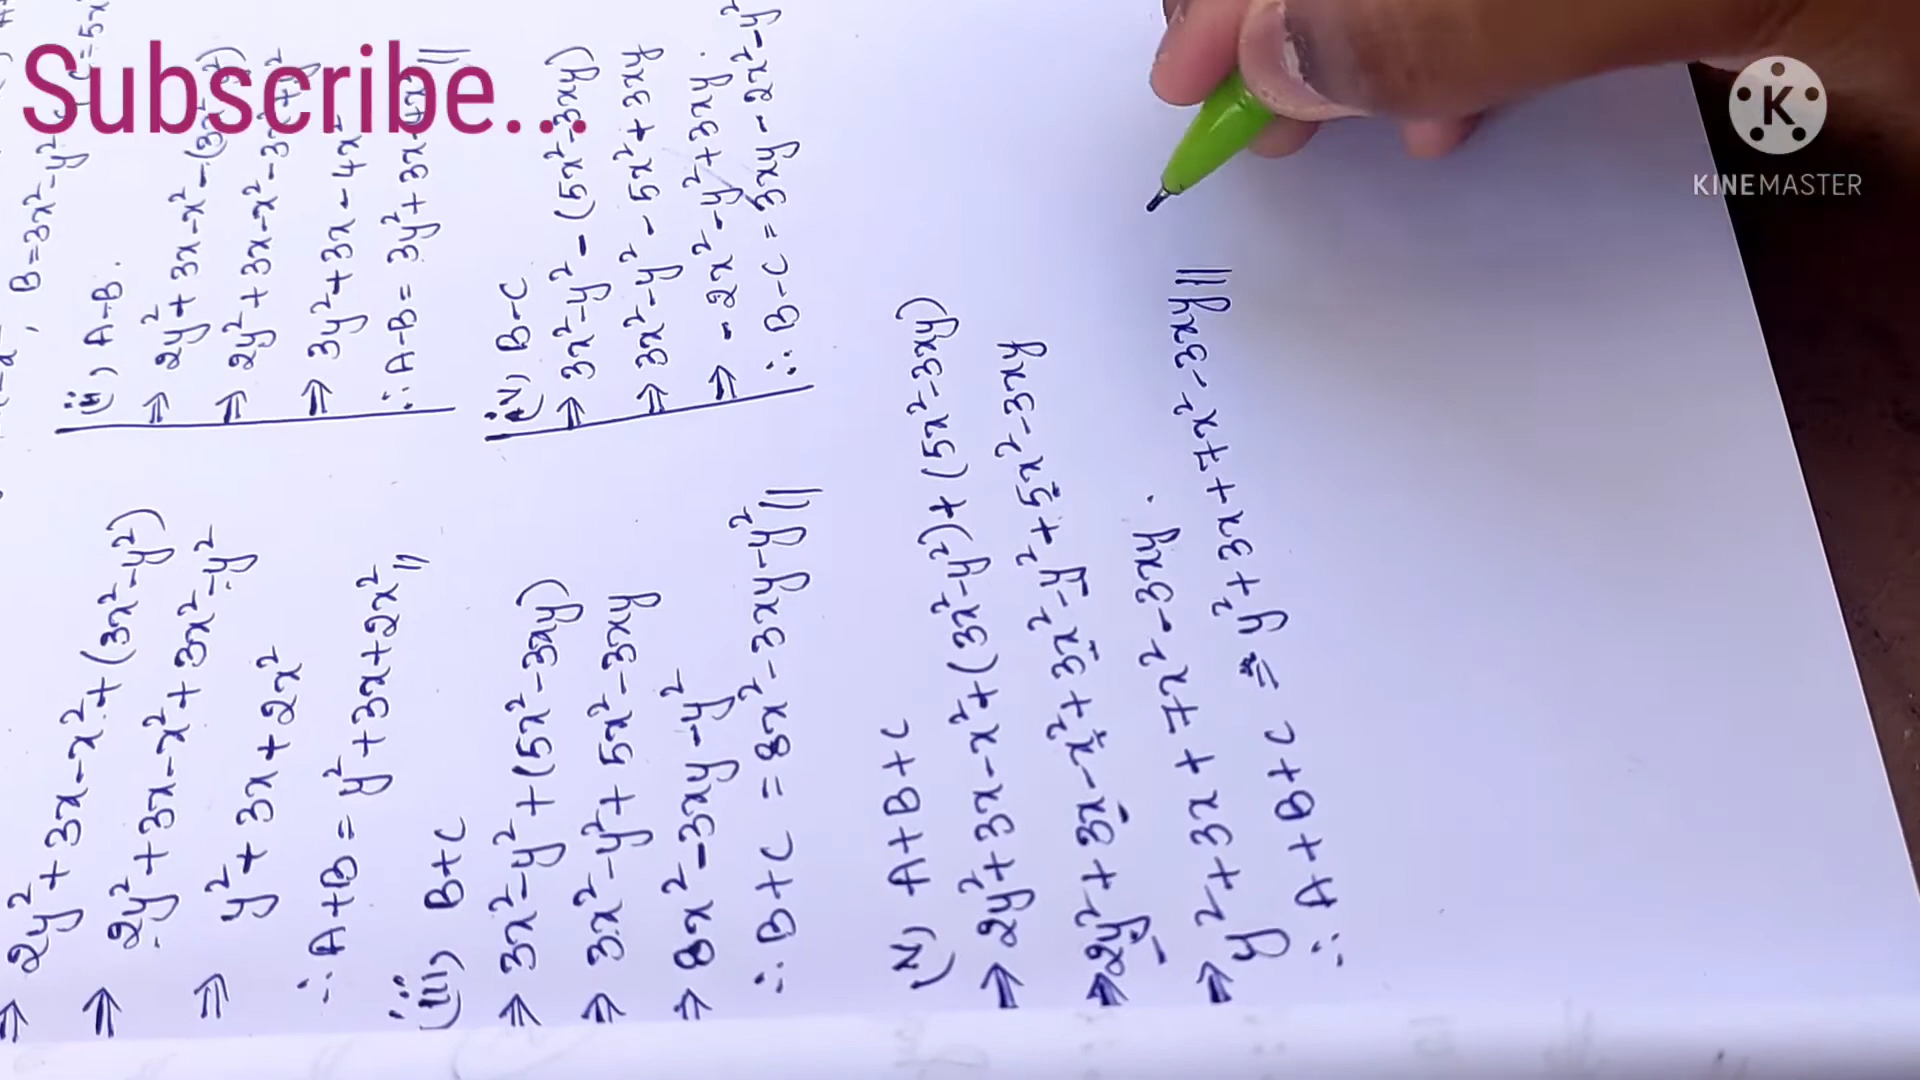 Subscribe...
KINEMASTER
, B=3x²-y²
⇒ 2y²+3x-x²+(3x²-y²)
⇒ 2y²+3x-x²+3x²-y²
⇒ y²+3x+2x²
∴ A+B = y²+3x+2x²//
(ii), A-B.
⇒ 2y²+3x-x²-(3x²
⇒ 2y²+3x-x²-3x²
⇒ 3y²+3x-4x²
∴ A-B = 3y²+3x
(iii), B+C
⇒ 3x²-y²+(5x²-3xy)
⇒ 3x²-y²+5x²-3xy
⇒ 8x²-3xy-y²
∴ B+C = 8x²-3xy-y²//
(iv), B-C
⇒ 3x²-y²-(5x²-3xy)
⇒ 3x²-y²-5x²+3xy
⇒ -2x²-y²+3xy.
∴ B-C = 3xy-2x²-y²
(v), A+B+C
⇒ 2y²+3x-x²+(3x²-y²)+(5x²-3xy)
⇒ 2y²+3x-x²+3x²-y²+5x²-3xy
⇒ y²+3x+7x²-3xy.
∴ A+B+C = y²+3x+7x²-3xy//